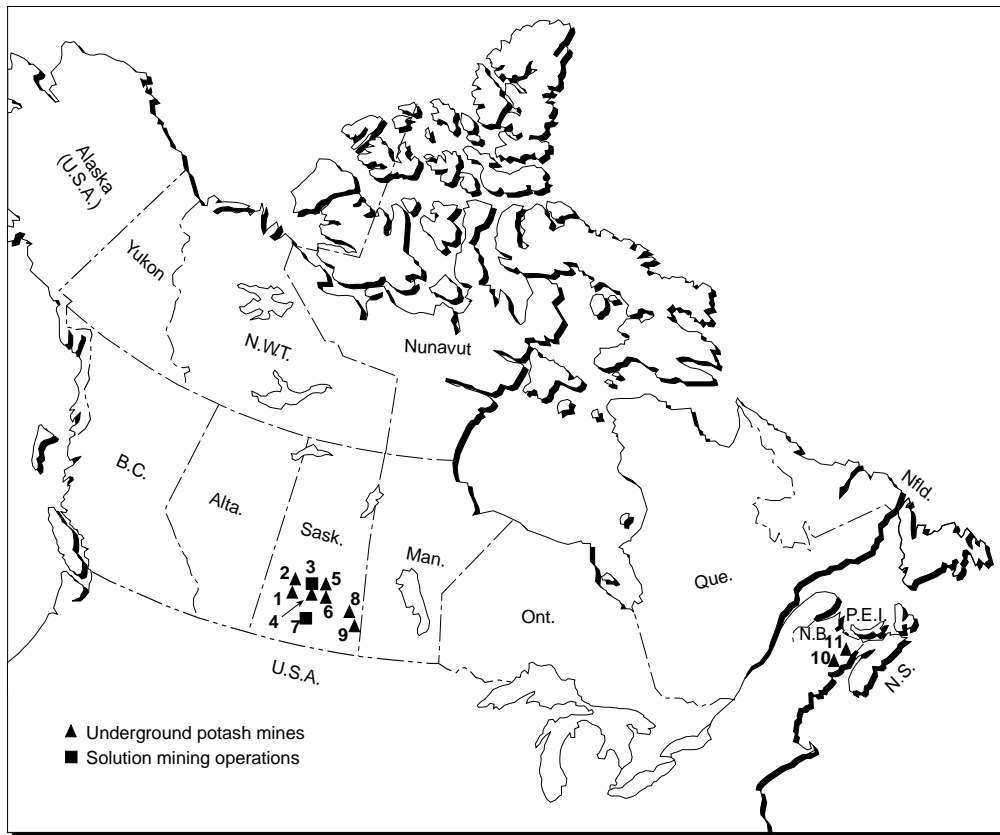 Alaska
(U.S.A.)
Yukon
N.W.T.
Nunavut
B.C.
Alta.
Sask.
Man.
Ont.
Que.
Nfld.
P.E.I.
N.B.
N.S.
U.S.A.
2
3
5
1
6
8
4
7
9
11
10
Underground potash mines
Solution mining operations